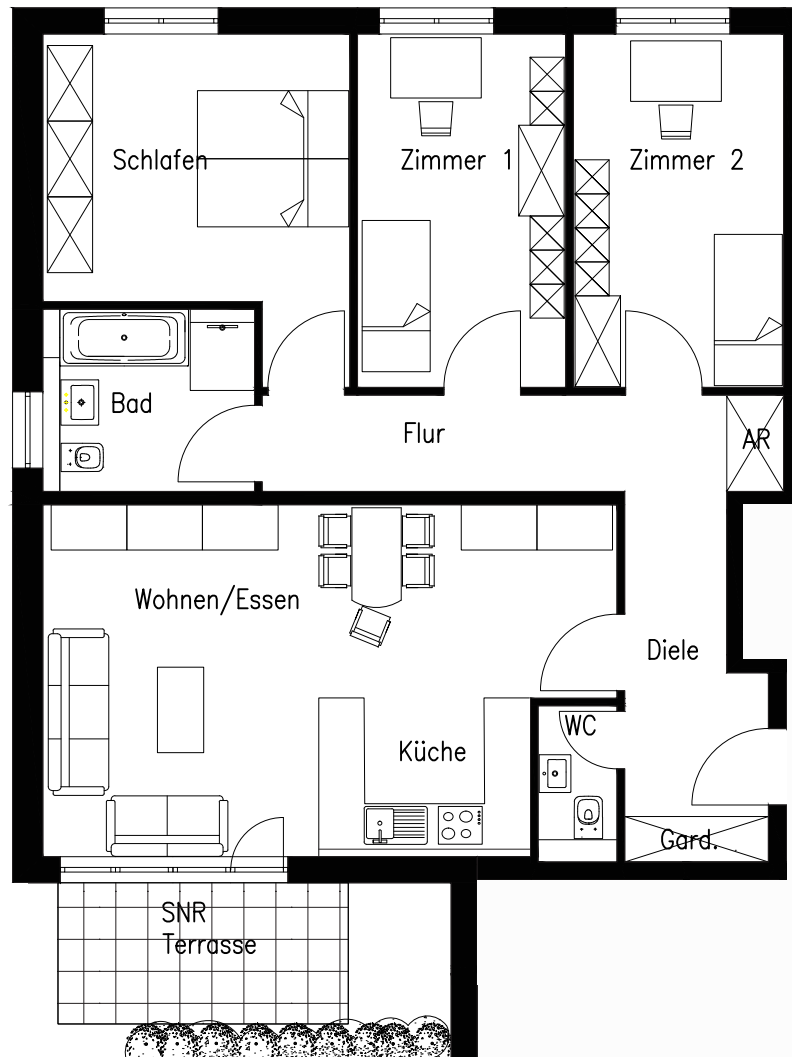 Schlafen
Zimmer 1
Zimmer 2
Bad
Flur
AR
Wohnen/Essen
Diele
WC
Küche
Gard.
SNR
Terrasse